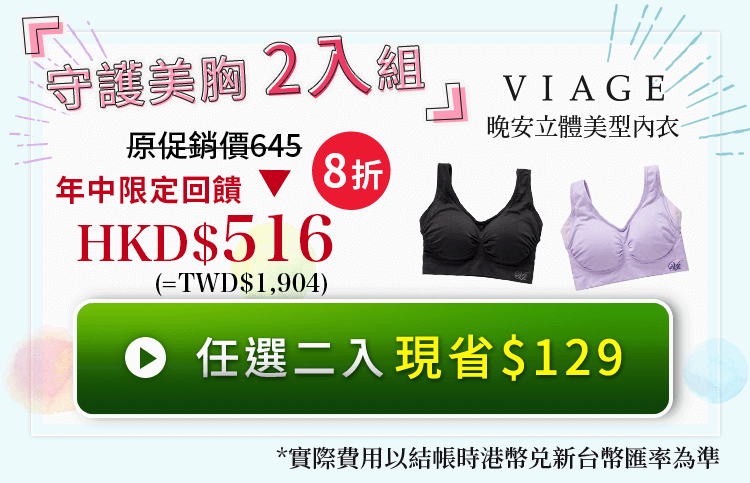 『守護美胸 2入組』
VIAGE
晚安立體美型內衣
原促銷價645
8折
年中限定回饋▼
HKD$516
(=TWD$1,904)
任選二入 現省$129
*實際費用以結帳時港幣兌新台幣匯率為準